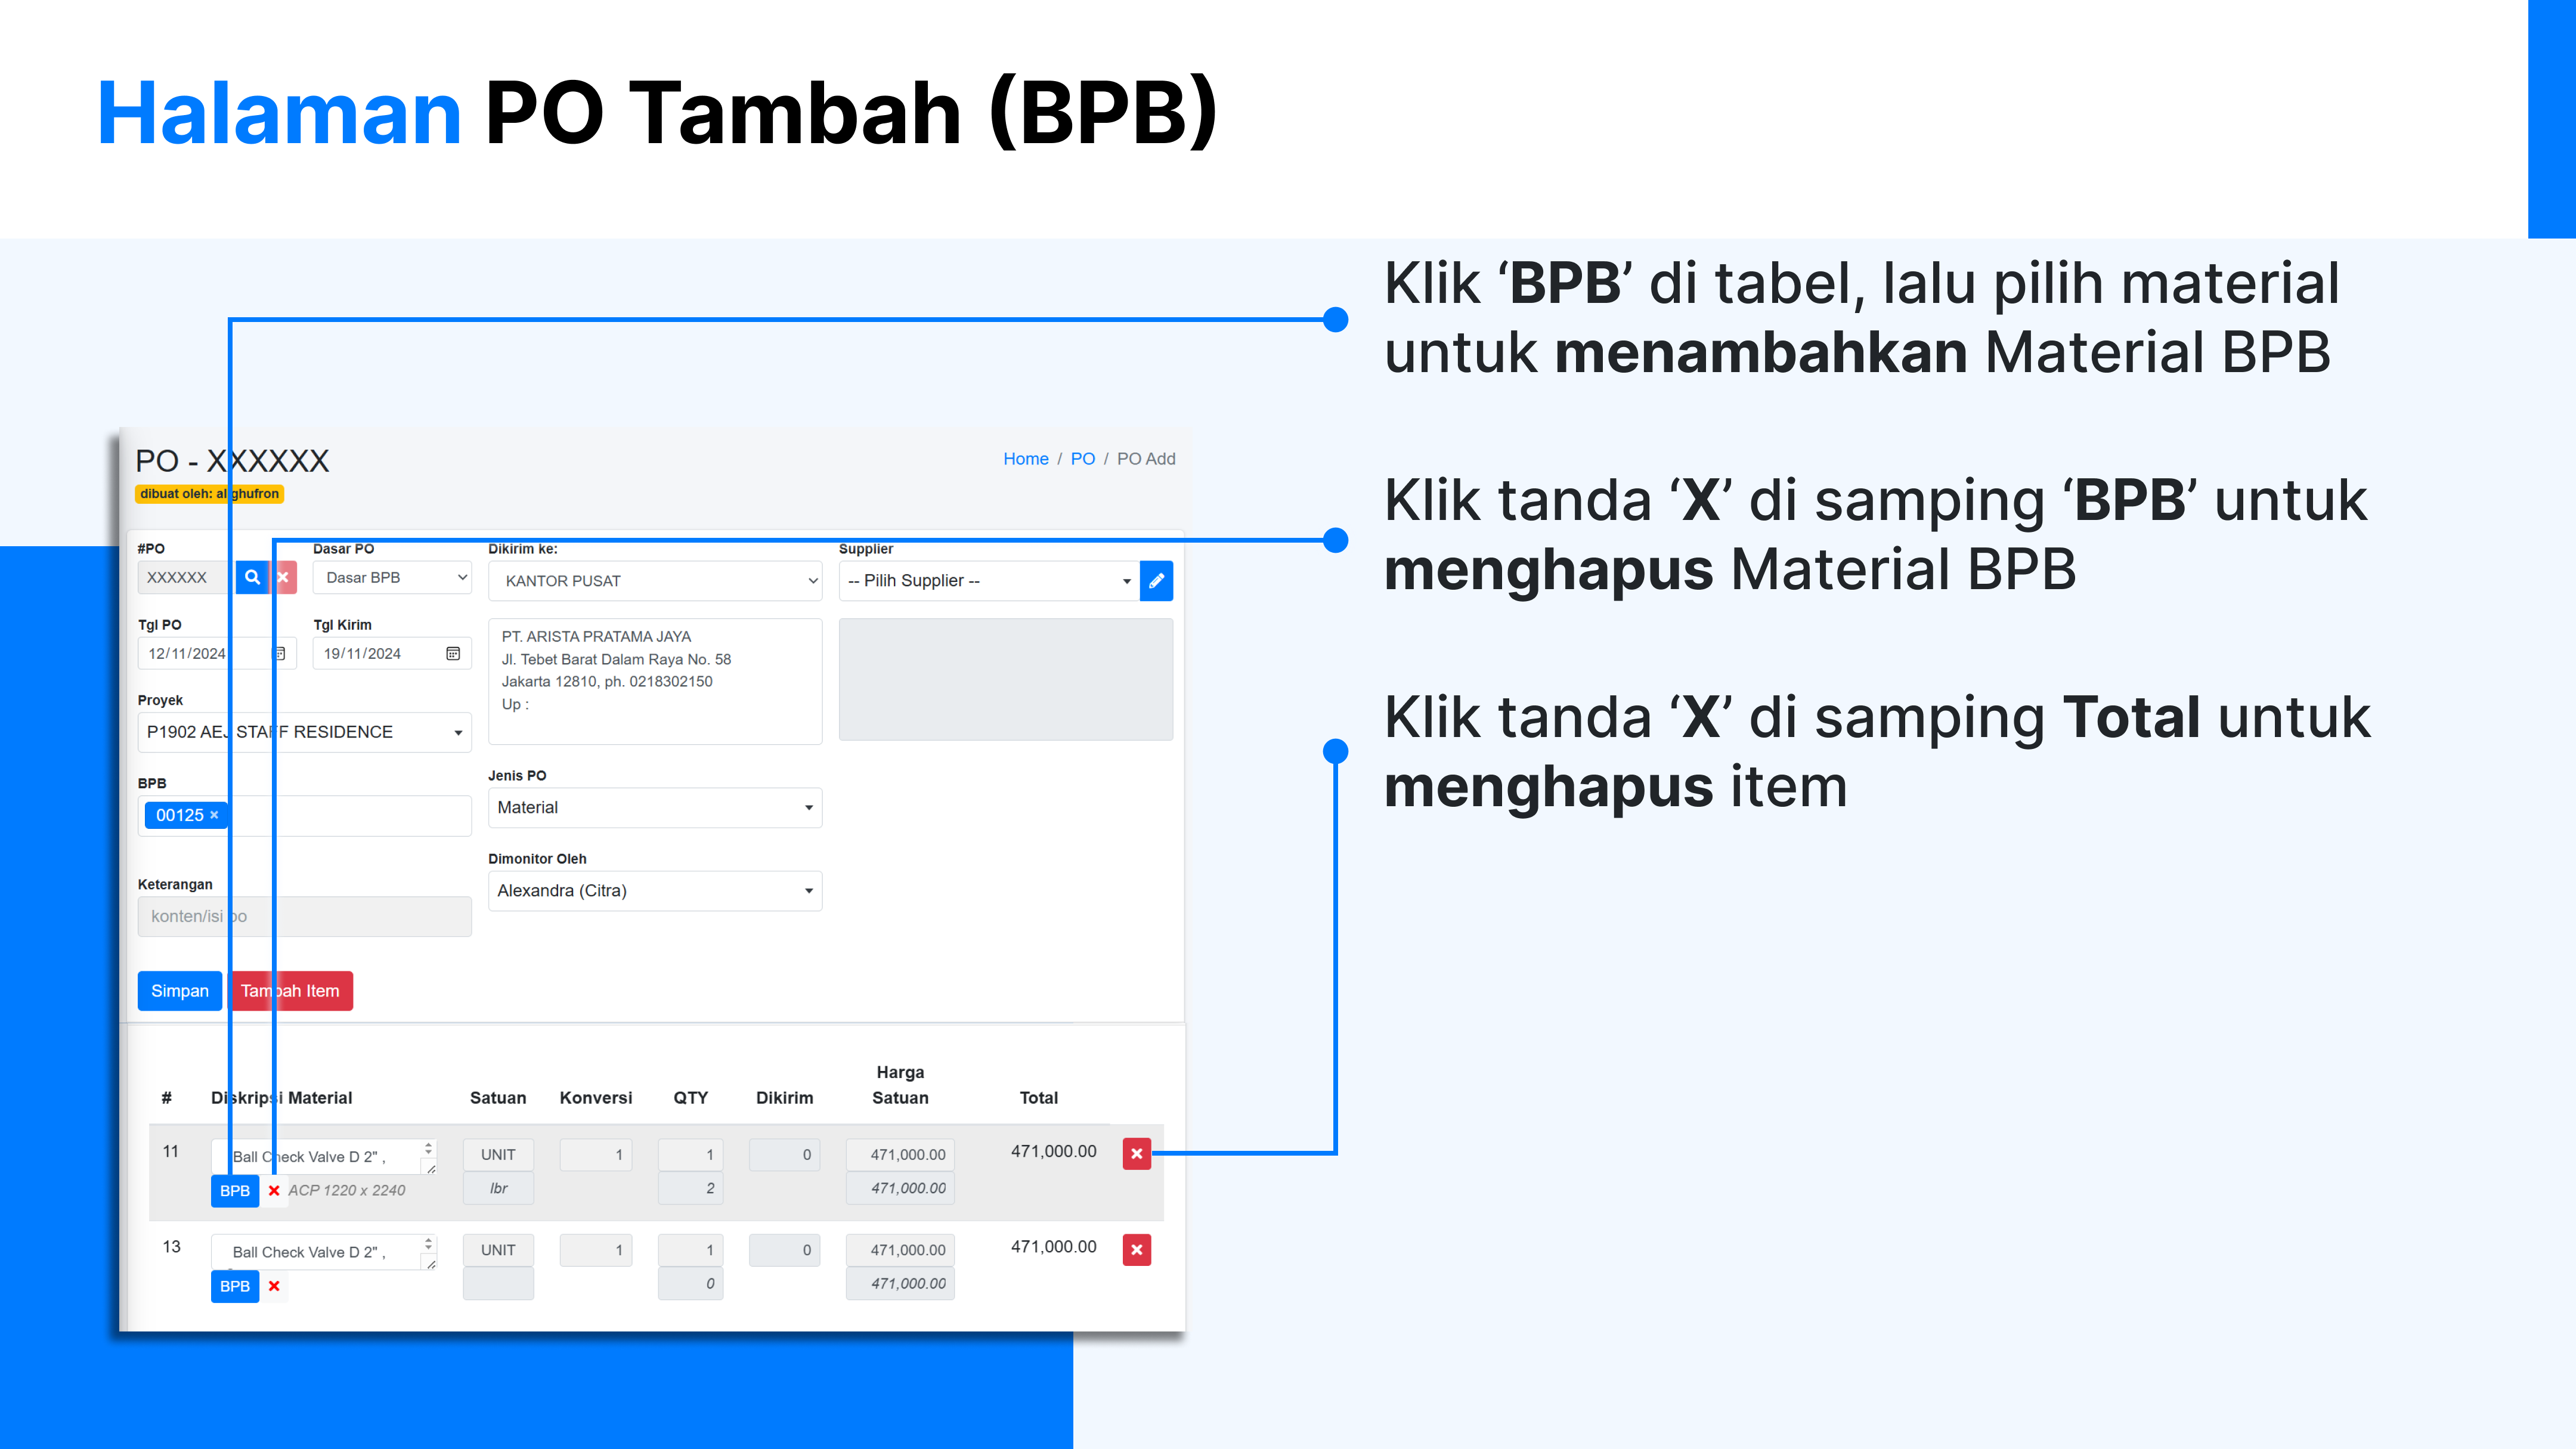 Halaman PO Tambah (BPB)
Klik ‘BPB’ di tabel, lalu pilih material
untuk menambahkan Material BPB
Klik tanda ‘X’ di samping ‘BPB’ untuk
menghapus Material BPB
Klik tanda ‘X’ di samping Total untuk
menghapus item
PO - XXXXXX
Home / PO / PO Add
dibuat oleh: alghufron
#PO
Dasar PO
Dikirim ke:
Supplier
XXXXXX
Dasar BPB
KANTOR PUSAT
-- Pilih Supplier --
Tgl PO
Tgl Kirim
12/11/2024
19/11/2024
PT. ARISTA PRATAMA JAYA
Jl. Tebet Barat Dalam Raya No. 58
Jakarta 12810, ph. 0218302150
Up :
Proyek
P1902 AEJ STAFF RESIDENCE
BPB
00125 ×
Jenis PO
Material
Dimonitor Oleh
Alexandra (Citra)
Keterangan
konten/isi po
Simpan
Tambah Item
# Diskripsi Material Satuan Konversi QTY Dikirim Harga Satuan Total
11 Ball Check Valve D 2" , UNIT 1 1 0 471,000.00 471,000.00
BPB ACP 1220 x 2240 lbr 2 471,000.00
13 Ball Check Valve D 2" , UNIT 1 1 0 471,000.00 471,000.00
BPB 0 471,000.00